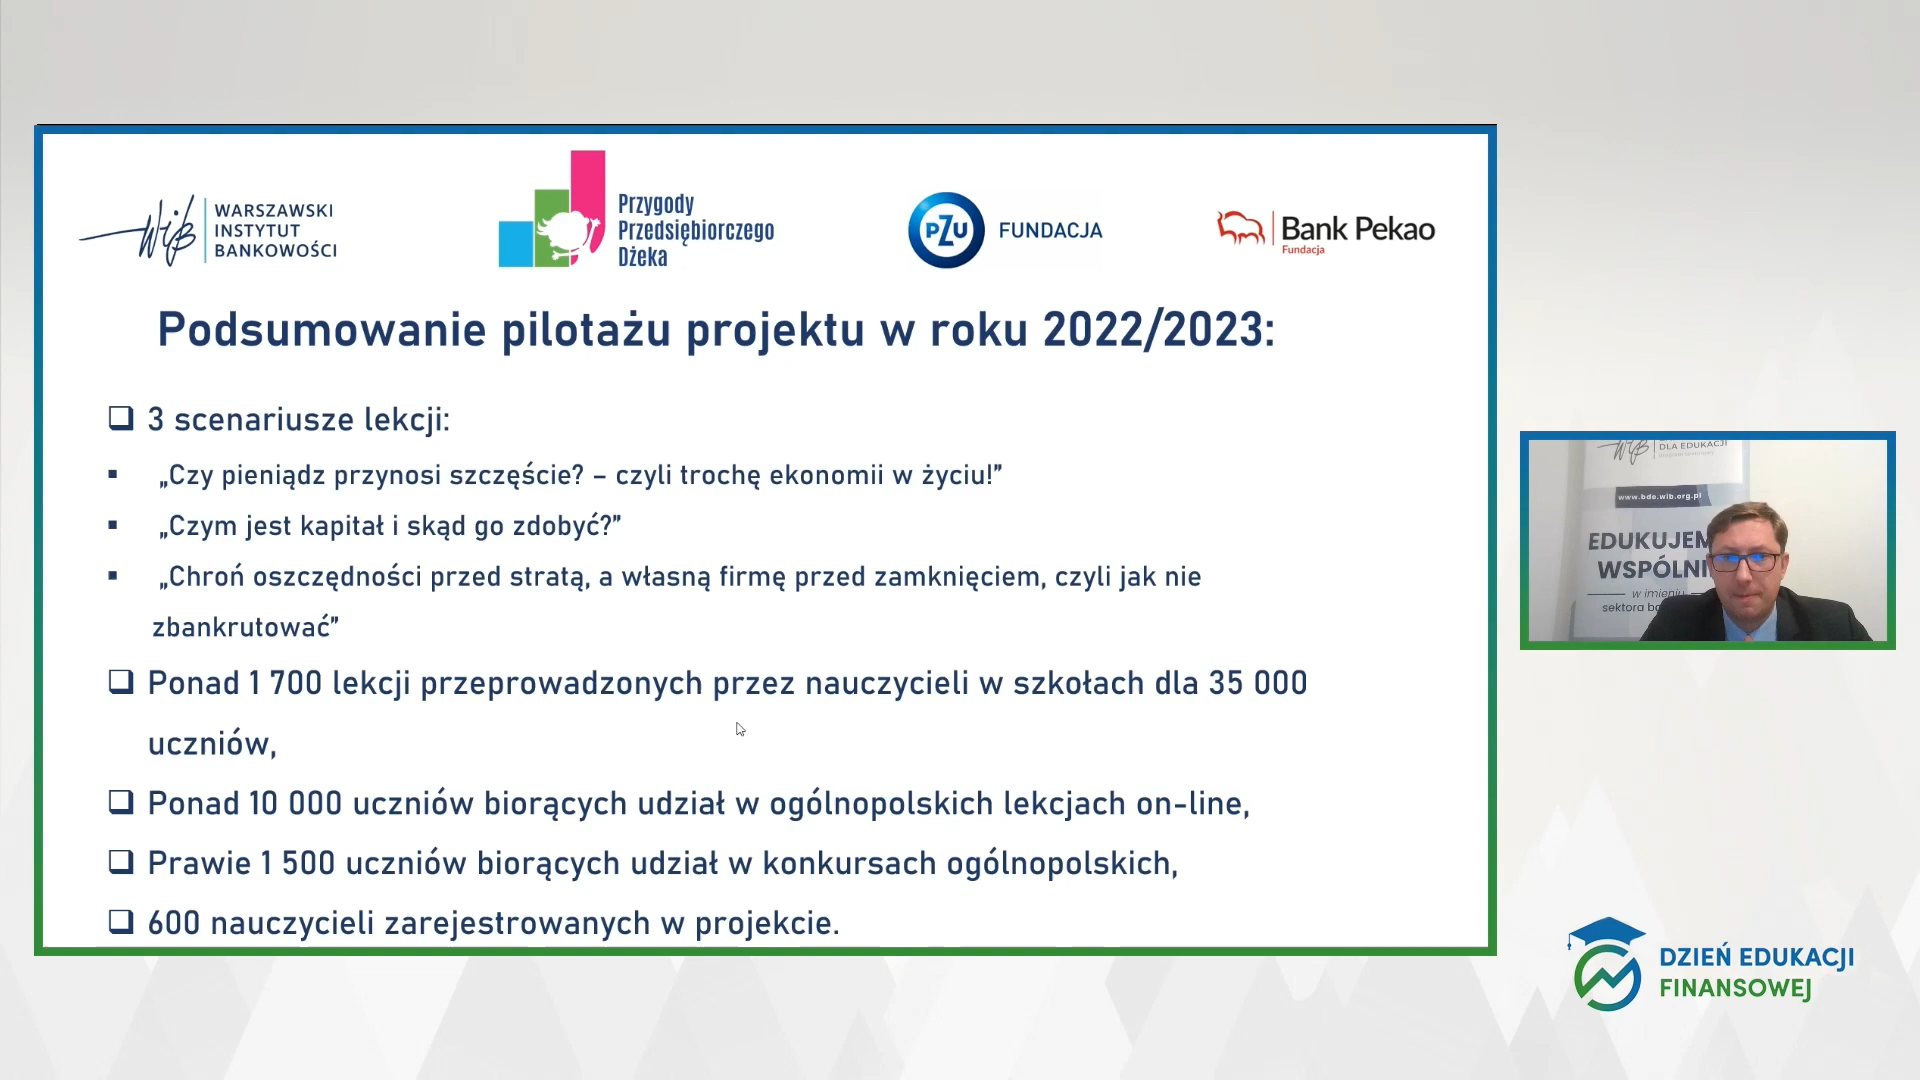 WARSZAWSKI
INSTYTUT
BANKOWOŚCI
wib
Przygody
Przedsiębiorczego
Dżeka
PZU
FUNDACJA
Bank Pekao
Fundacja
Podsumowanie pilotażu projektu w roku 2022/2023:
3 scenariusze lekcji:
„Czy pieniądz przynosi szczęście? – czyli trochę ekonomii w życiu!”
„Czym jest kapitał i skąd go zdobyć?”
„Chroń oszczędności przed stratą, a własną firmę przed zamknięciem, czyli jak nie
zbankrutować”
Ponad 1 700 lekcji przeprowadzonych przez nauczycieli w szkołach dla 35 000
uczniów,
Ponad 10 000 uczniów biorących udział w ogólnopolskich lekcjach on-line,
Prawie 1 500 uczniów biorących udział w konkursach ogólnopolskich,
600 nauczycieli zarejestrowanych w projekcie.
wib
DLA EDUKACJI
www.bde.wib.org.pl
EDUKUJEM
WSPÓLNI
w imieniu
sektora ba
DZIEŃ EDUKACJI
FINANSOWEJ